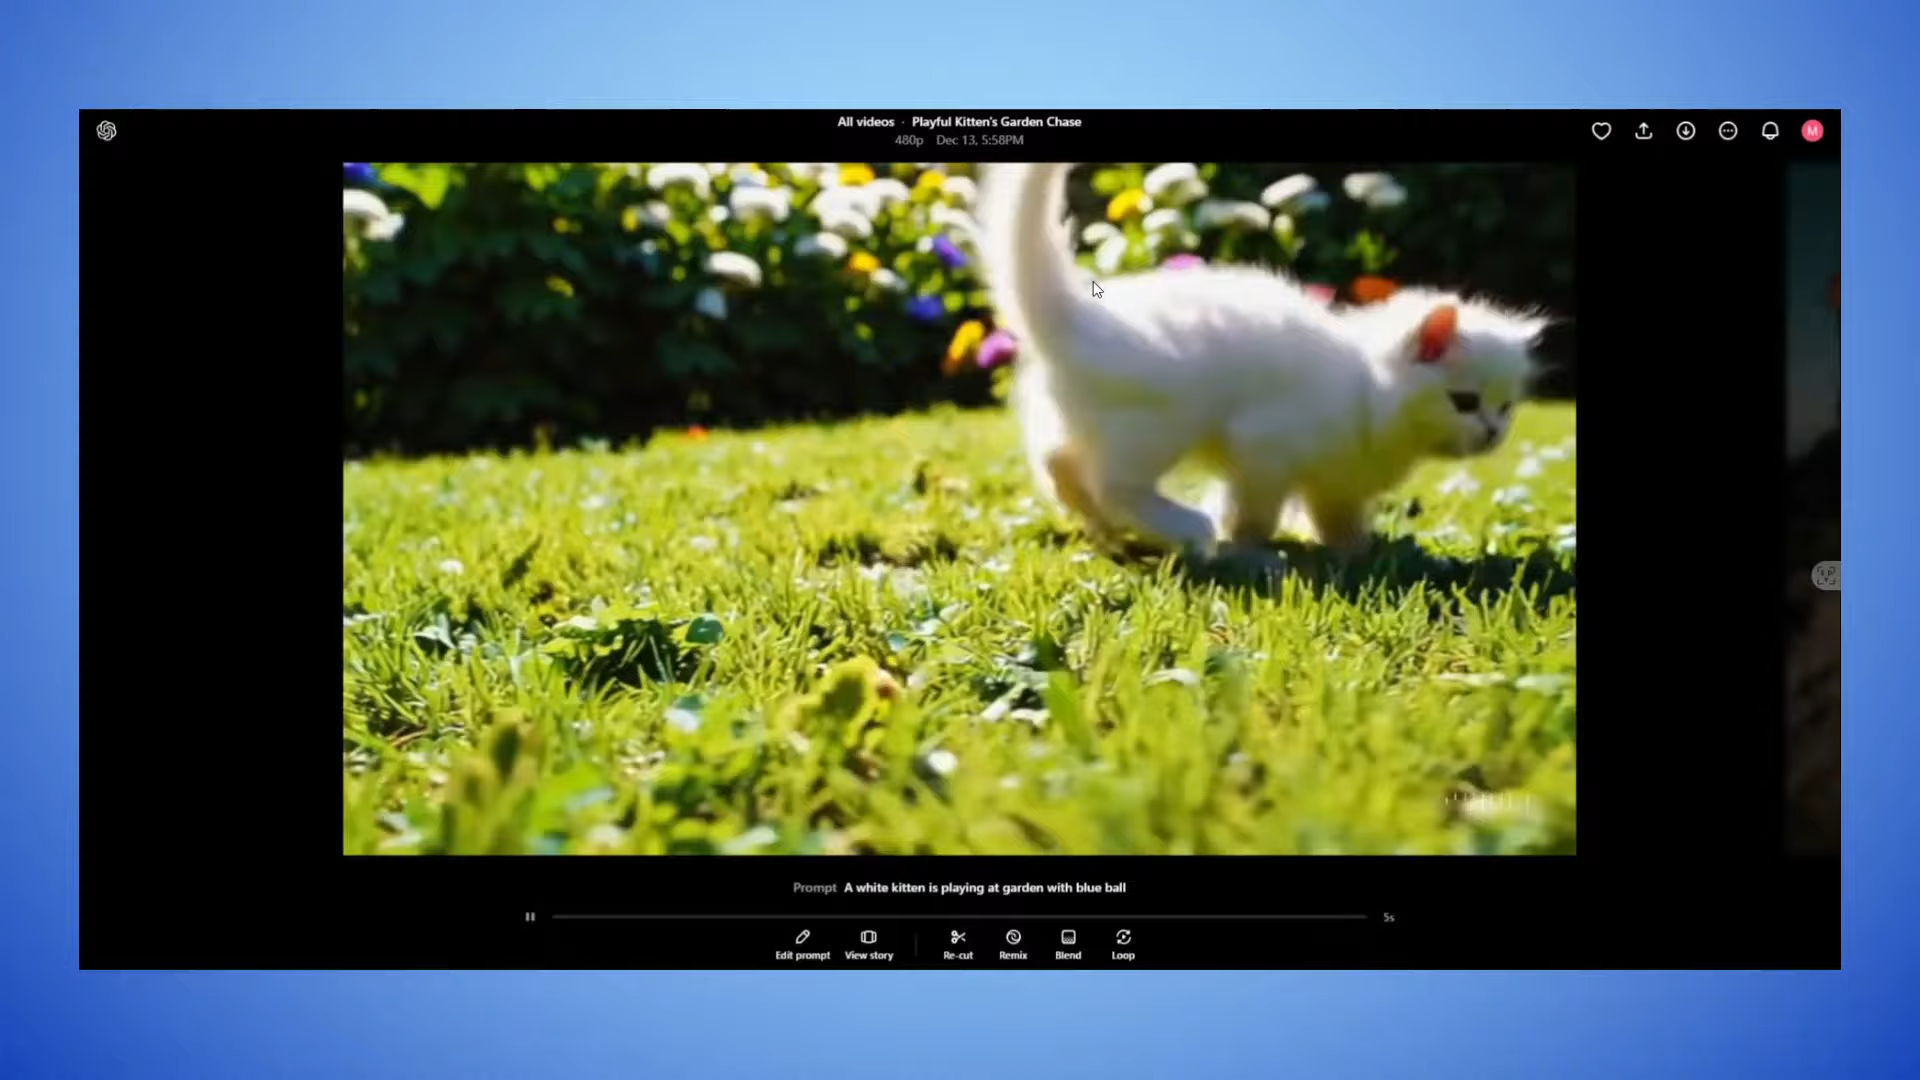 All videos · Playful Kitten's Garden Chase
480p Dec 13, 5:58PM
M
Prompt A white kitten is playing at garden with blue ball
5s
Edit prompt View story Re-cut Remix Blend Loop